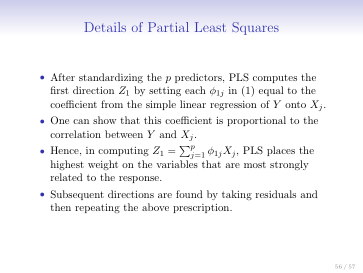 Details of Partial Least Squares
• After standardizing the p predictors, PLS computes the
first direction Z₁ by setting each ϕ₁ⱼ in (1) equal to the
coefficient from the simple linear regression of Y onto Xⱼ.
• One can show that this coefficient is proportional to the
correlation between Y and Xⱼ.
• Hence, in computing Z₁ = ∑ᵖⱼ₌₁ ϕ₁ⱼXⱼ, PLS places the
highest weight on the variables that are most strongly
related to the response.
• Subsequent directions are found by taking residuals and
then repeating the above prescription.
56 / 57